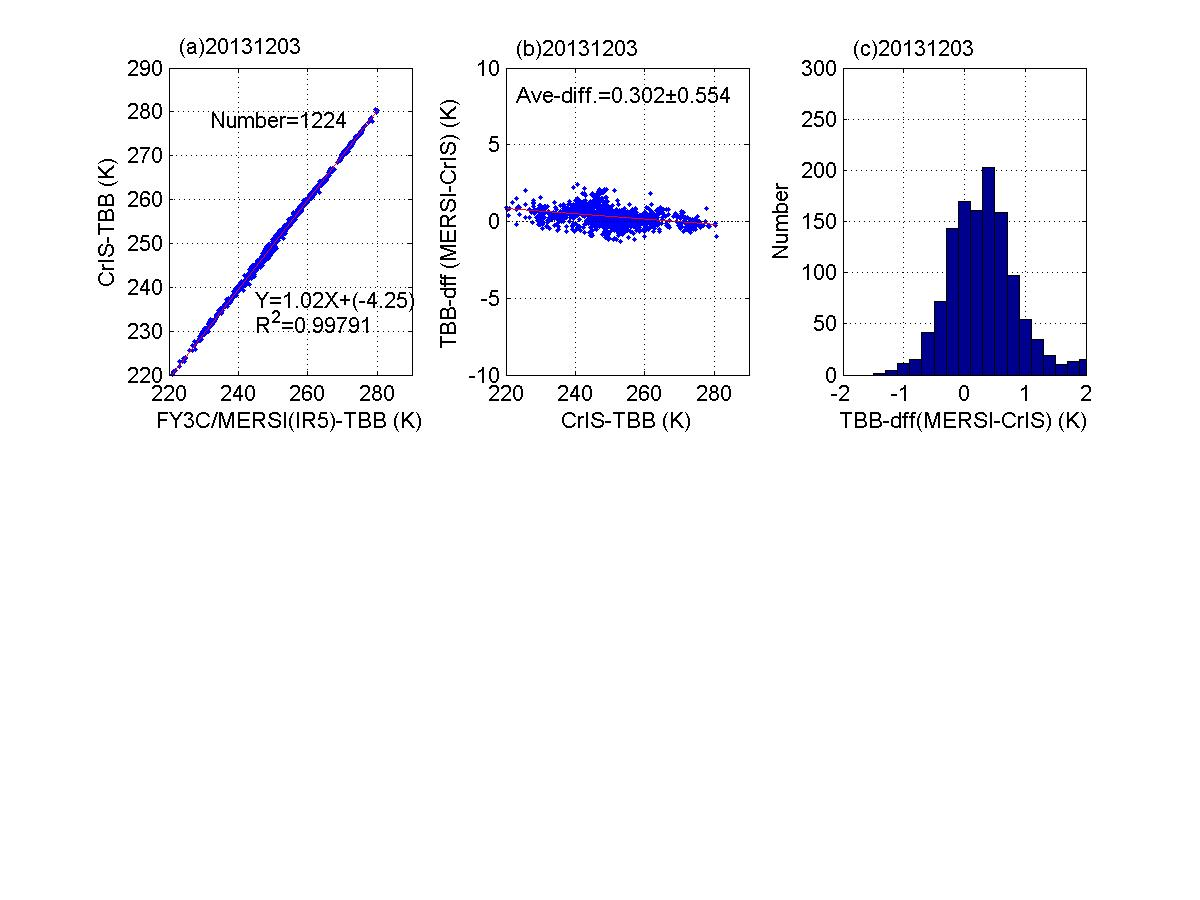 (a)20131203
290
280
270
260
250
240
230
220
CrIS-TBB (K)
Number=1224
Y=1.02X+(-4.25)
R²=0.99791
220 240 260 280
FY3C/MERSI(IR5)-TBB (K)
(b)20131203
10
5
0
-5
-10
TBB-dff (MERSI-CrIS) (K)
Ave-diff.=0.302±0.554
220 240 260 280
CrIS-TBB (K)
(c)20131203
300
250
200
150
100
50
0
Number
-2 -1 0 1 2
TBB-dff(MERSI-CrIS) (K)